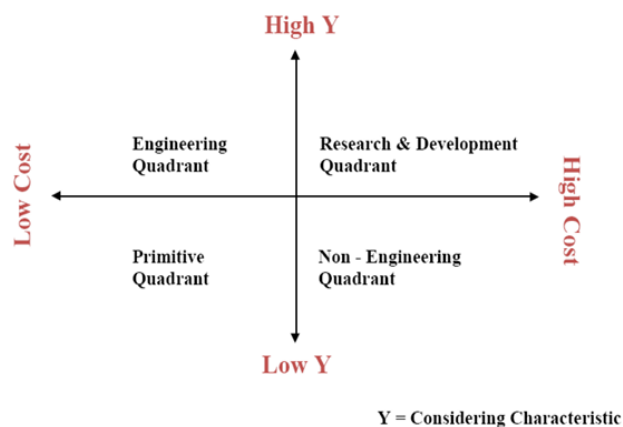 High Y
Engineering
Quadrant
Research & Development
Quadrant
Low Cost
High Cost
Primitive
Quadrant
Non - Engineering
Quadrant
Low Y
Y = Considering Characteristic